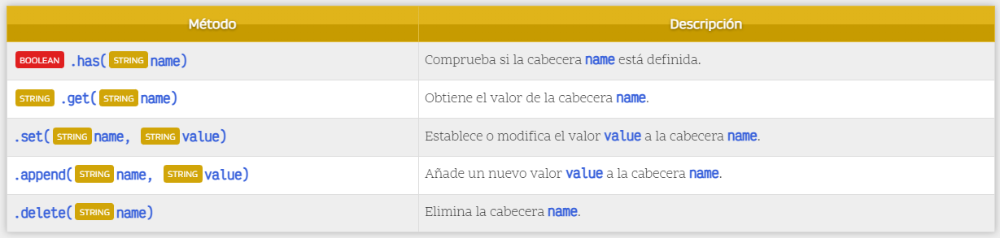 Método Descripción
BOOLEAN .has(STRING name) Comprueba si la cabecera name está definida.
STRING .get(STRING name) Obtiene el valor de la cabecera name.
.set(STRING name, STRING value) Establece o modifica el valor value a la cabecera name.
.append(STRING name, STRING value) Añade un nuevo valor value a la cabecera name.
.delete(STRING name) Elimina la cabecera name.